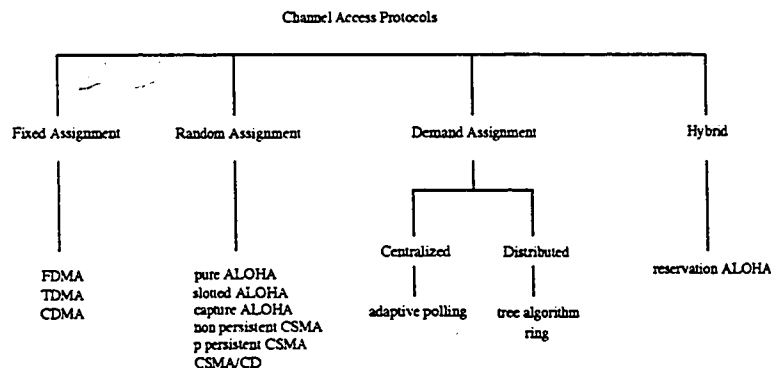 Channel Access Protocols
Fixed Assignment
Random Assignment
Demand Assignment
Hybrid
Centralized
Distributed
FDMA
TDMA
CDMA
pure ALOHA
slotted ALOHA
capture ALOHA
non persistent CSMA
p persistent CSMA
CSMA/CD
adaptive polling
tree algorithm
ring
reservation ALOHA